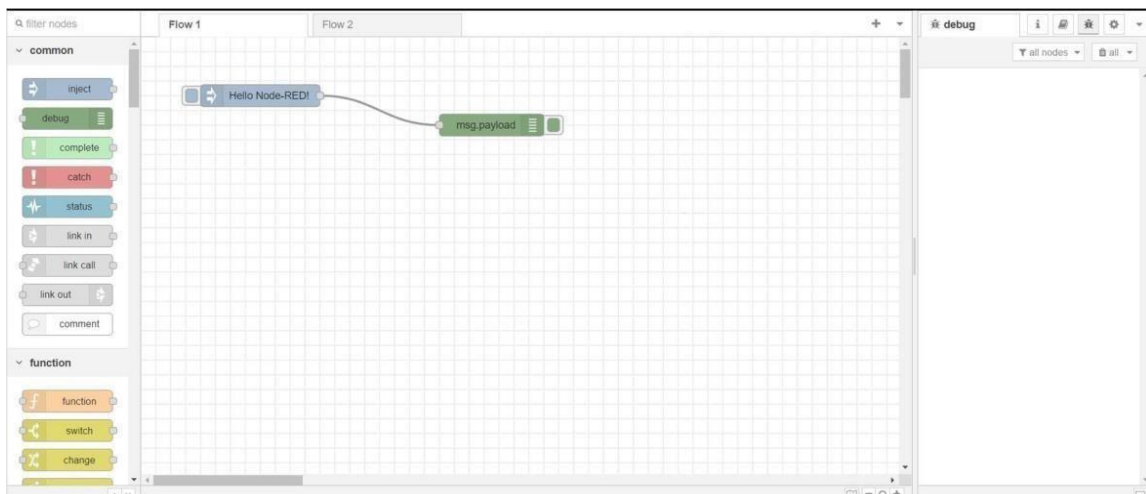 filter nodes
Flow 1
Flow 2
debug
i
all nodes
all
common
inject
debug
complete
catch
status
link in
link call
link out
comment
function
function
switch
change
Hello Node-RED!
msg.payload